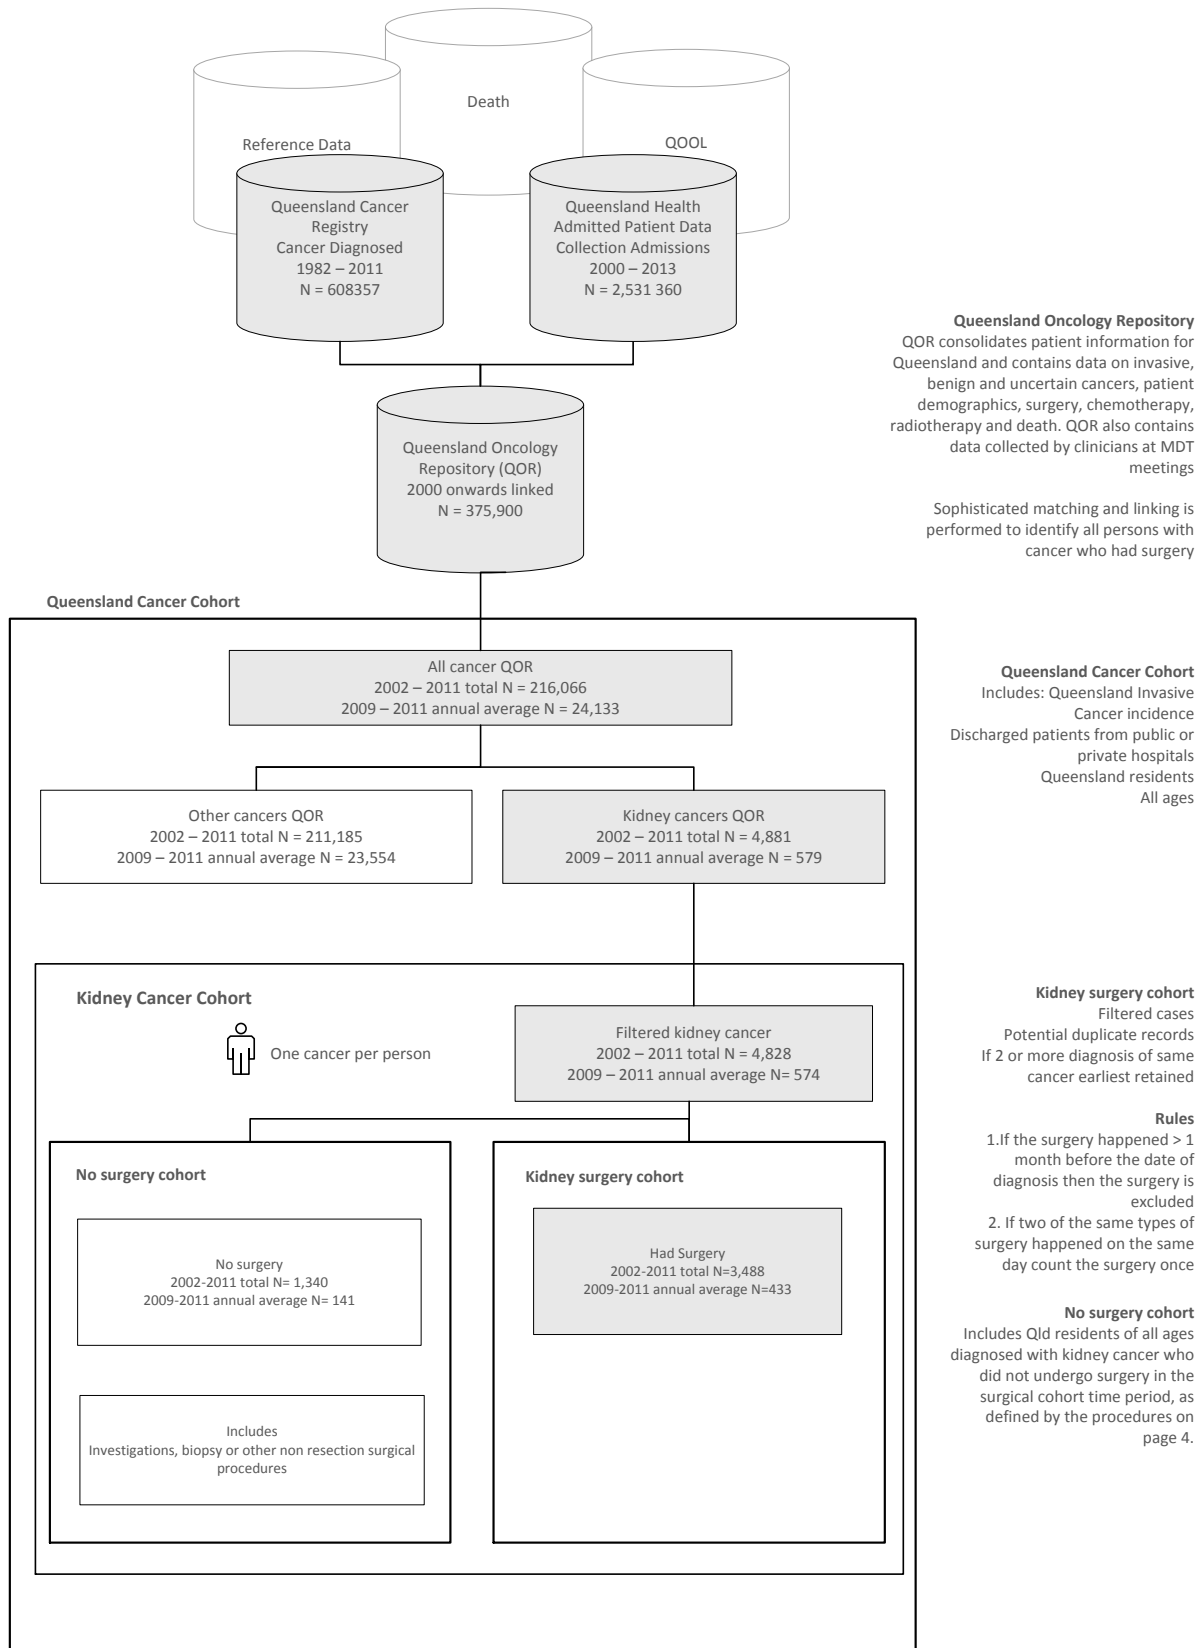 Death
Reference Data
QOOL
Queensland Cancer
Registry
Cancer Diagnosed
1982 – 2011
N = 608357
Queensland Health
Admitted Patient Data
Collection Admissions
2000 – 2013
N = 2,531 360
Queensland Oncology
Repository (QOR)
2000 onwards linked
N = 375,900
Queensland Oncology Repository
QOR consolidates patient information for
Queensland and contains data on invasive,
benign and uncertain cancers, patient
demographics, surgery, chemotherapy,
radiotherapy and death. QOR also contains
data collected by clinicians at MDT
meetings
Sophisticated matching and linking is
performed to identify all persons with
cancer who had surgery
Queensland Cancer Cohort
All cancer QOR
2002 – 2011 total N = 216,066
2009 – 2011 annual average N = 24,133
Queensland Cancer Cohort
Includes: Queensland Invasive
Cancer incidence
Discharged patients from public or
private hospitals
Queensland residents
All ages
Other cancers QOR
2002 – 2011 total N = 211,185
2009 – 2011 annual average N = 23,554
Kidney cancers QOR
2002 – 2011 total N = 4,881
2009 – 2011 annual average N = 579
Kidney Cancer Cohort
One cancer per person
Filtered kidney cancer
2002 – 2011 total N = 4,828
2009 – 2011 annual average N= 574
Kidney surgery cohort
Filtered cases
Potential duplicate records
If 2 or more diagnosis of same
cancer earliest retained
Rules
1.If the surgery happened > 1
month before the date of
diagnosis then the surgery is
excluded
2. If two of the same types of
surgery happened on the same
day count the surgery once
No surgery cohort
No surgery
2002-2011 total N= 1,340
2009-2011 annual average N= 141
Includes
Investigations, biopsy or other non resection surgical
procedures
Kidney surgery cohort
Had Surgery
2002-2011 total N=3,488
2009-2011 annual average N=433
No surgery cohort
Includes Qld residents of all ages
diagnosed with kidney cancer who
did not undergo surgery in the
surgical cohort time period, as
defined by the procedures on
page 4.